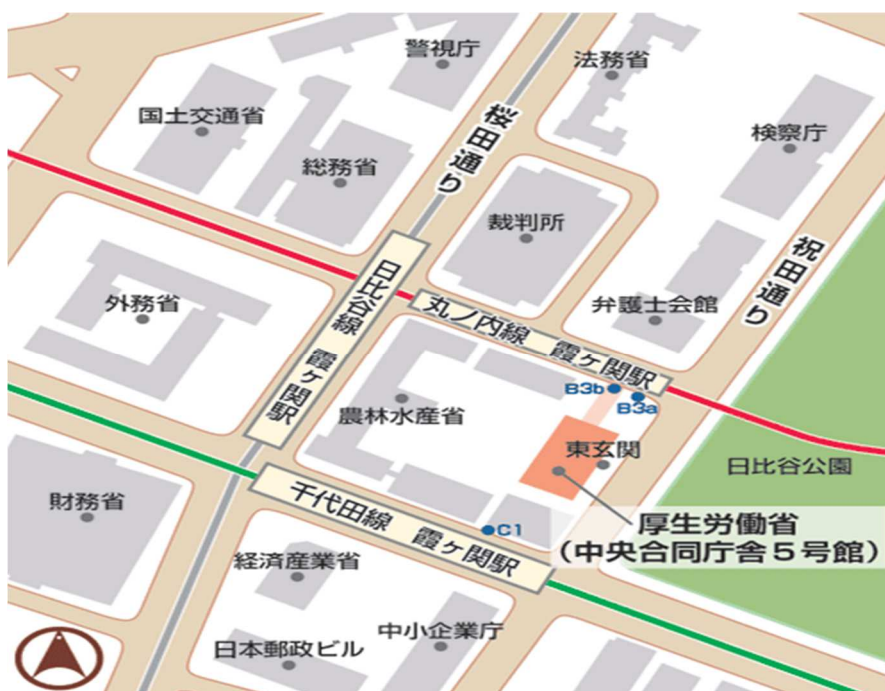 警視庁
法務省
国土交通省
桜田通り
検察庁
総務省
裁判所
祝田通り
外務省
日比谷線 霞ヶ関駅
丸ノ内線 霞ヶ関駅
弁護士会館
B3b
B3a
農林水産省
東玄関
日比谷公園
財務省
千代田線 霞ヶ関駅
C1
厚生労働省
(中央合同庁舎5号館)
経済産業省
中小企業庁
日本郵政ビル